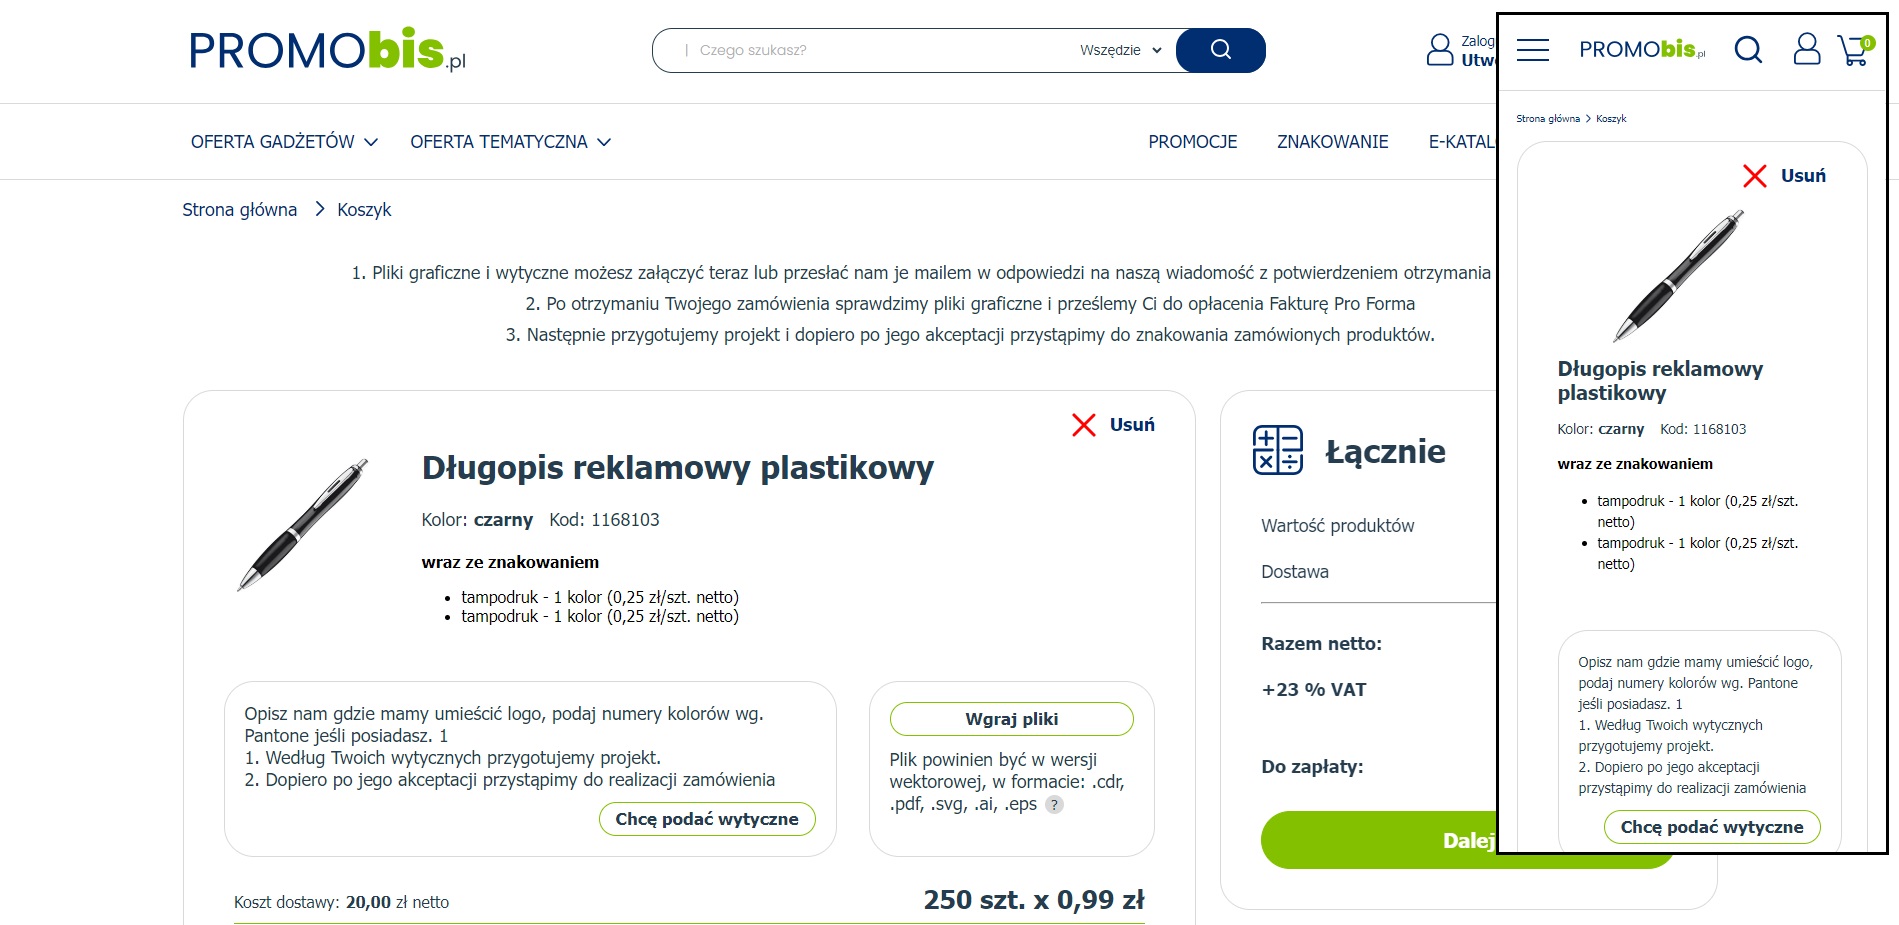 PROMObis.pl
Czego szukasz?
Wszędzie
OFERTA GADŻETÓW
OFERTA TEMATYCZNA
PROMOCJE
ZNAKOWANIE
Strona główna > Koszyk
1. Pliki graficzne i wytyczne możesz załączyć teraz lub przesłać nam je mailem w odpowiedzi na naszą wiadomość z potwierdzeniem otrzymania
2. Po otrzymaniu Twojego zamówienia sprawdzimy pliki graficzne i prześlemy Ci do opłacenia Fakturę Pro Forma
3. Następnie przygotujemy projekt i dopiero po jego akceptacji przystąpimy do znakowania zamówionych produktów.
Usuń
Długopis reklamowy plastikowy
Kolor: czarny Kod: 1168103
wraz ze znakowaniem
• tampodruk - 1 kolor (0,25 zł/szt. netto)
• tampodruk - 1 kolor (0,25 zł/szt. netto)
Opisz nam gdzie mamy umieścić logo, podaj numery kolorów wg.
Pantone jeśli posiadasz. 1
1. Według Twoich wytycznych przygotujemy projekt.
2. Dopiero po jego akceptacji przystąpimy do realizacji zamówienia
Chcę podać wytyczne
Wgraj pliki
Plik powinien być w wersji
wektorowej, w formacie: .cdr,
.pdf, .svg, .ai, .eps ?
Koszt dostawy: 20,00 zł netto
250 szt. x 0,99 zł
Łącznie
Wartość produktów
Dostawa
Razem netto:
+23 % VAT
Do zapłaty:
Dalej
PROMObis.pl
0
Strona główna > Koszyk
Usuń
Długopis reklamowy
plastikowy
Kolor: czarny Kod: 1168103
wraz ze znakowaniem
• tampodruk - 1 kolor (0,25 zł/szt.
netto)
• tampodruk - 1 kolor (0,25 zł/szt.
netto)
Opisz nam gdzie mamy umieścić logo,
podaj numery kolorów wg. Pantone
jeśli posiadasz. 1
1. Według Twoich wytycznych
przygotujemy projekt.
2. Dopiero po jego akceptacji
przystąpimy do realizacji zamówienia
Chcę podać wytyczne